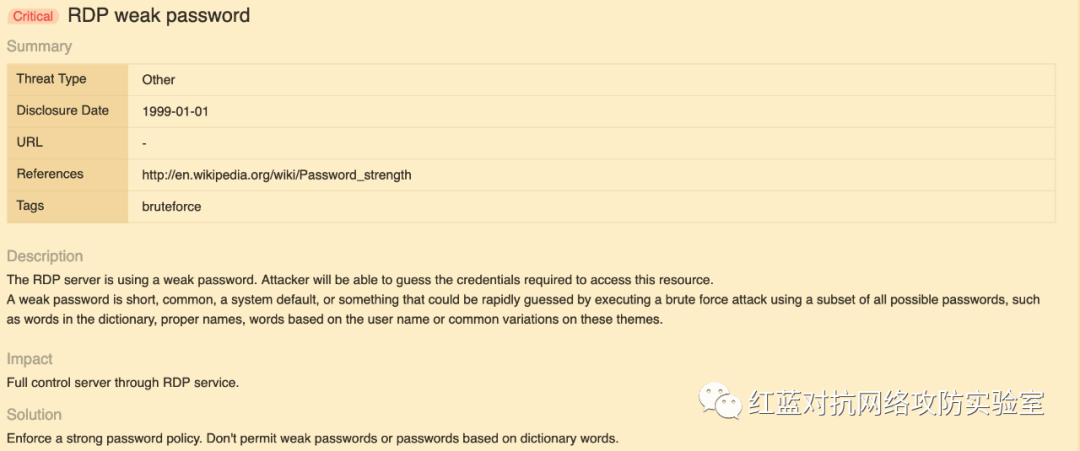 Critical RDP weak password
Summary
Threat Type Other
Disclosure Date 1999-01-01
URL -
References http://en.wikipedia.org/wiki/Password_strength
Tags bruteforce
Description
The RDP server is using a weak password. Attacker will be able to guess the credentials required to access this resource.
A weak password is short, common, a system default, or something that could be rapidly guessed by executing a brute force attack using a subset of all possible passwords, such
as words in the dictionary, proper names, words based on the user name or common variations on these themes.
Impact
Full control server through RDP service.
红蓝对抗网络攻防实验室
Solution
Enforce a strong password policy. Don't permit weak passwords or passwords based on dictionary words.